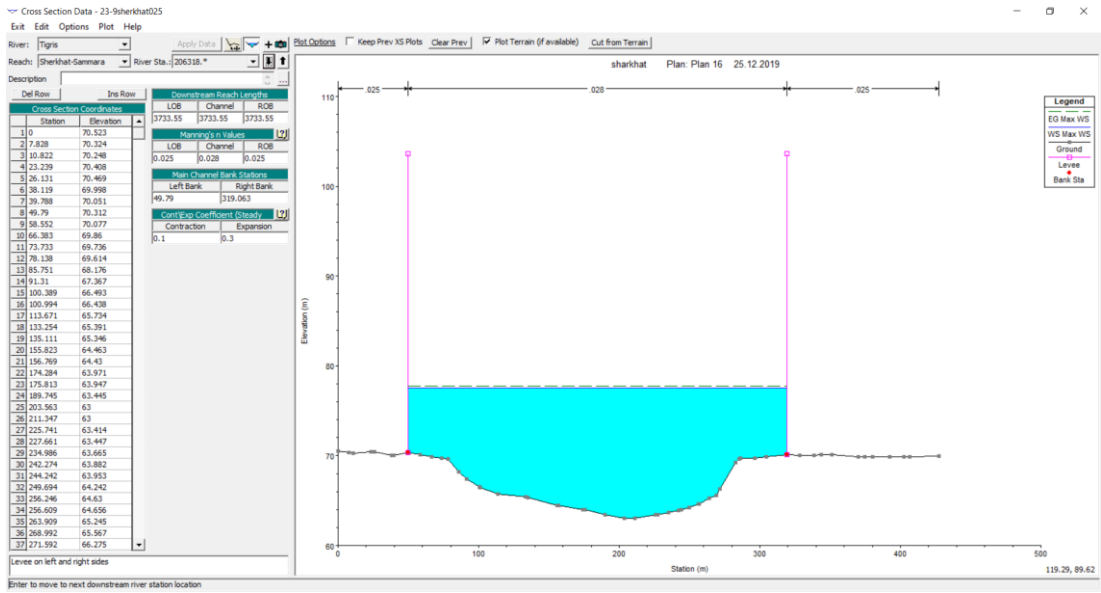 Cross Section Data - 23-9sherkhat025
Exit Edit Options Plot Help
River: Tigris Apply Data Plot Options Keep Prev XS Plots Clear Prev Plot Terrain (if available) Cut from Terrain
Reach: Sherkhat-Sammara River Sta.: 206318.*
Description ...
Del Row Ins Row
Cross Section Coordinates
Station Elevation
1 0 70.523
2 7.828 70.324
3 10.822 70.248
4 23.239 70.408
5 26.131 70.469
6 38.119 69.998
7 39.788 70.051
8 49.79 70.312
9 58.552 70.077
10 66.383 69.86
11 73.733 69.736
12 78.138 69.614
13 85.751 68.176
14 91.31 67.367
15 100.389 66.493
16 100.994 66.438
17 113.671 65.734
18 133.254 65.391
19 135.111 65.346
20 155.823 64.463
21 156.769 64.43
22 174.284 63.971
23 175.813 63.947
24 189.745 63.445
25 203.563 63
26 211.347 63
27 225.741 63.414
28 227.661 63.447
29 234.986 63.665
30 242.274 63.882
31 244.242 63.953
32 249.694 64.242
33 256.246 64.63
34 256.609 64.656
35 263.909 65.245
36 268.992 65.567
37 271.592 66.275
Downstream Reach Lengths
LOB Channel ROB
3733.55 3733.55 3733.55
Manning's n Values ?
LOB Channel ROB
0.025 0.028 0.025
Main Channel Bank Stations
Left Bank Right Bank
49.79 319.063
Cont\Exp Coefficient (Steady ?
Contraction Expansion
0.1 0.3
sharkhat Plan: Plan 16 25.12.2019
.025 .028 .025
110
100
90
80
70
60
Elevation (m)
0 100 200 300 400 500
Station (m)
Legend
EG Max WS
WS Max WS
Ground
Levee
Bank Sta
119.29, 89.62
Levee on left and right sides
Enter to move to next downstream river station location